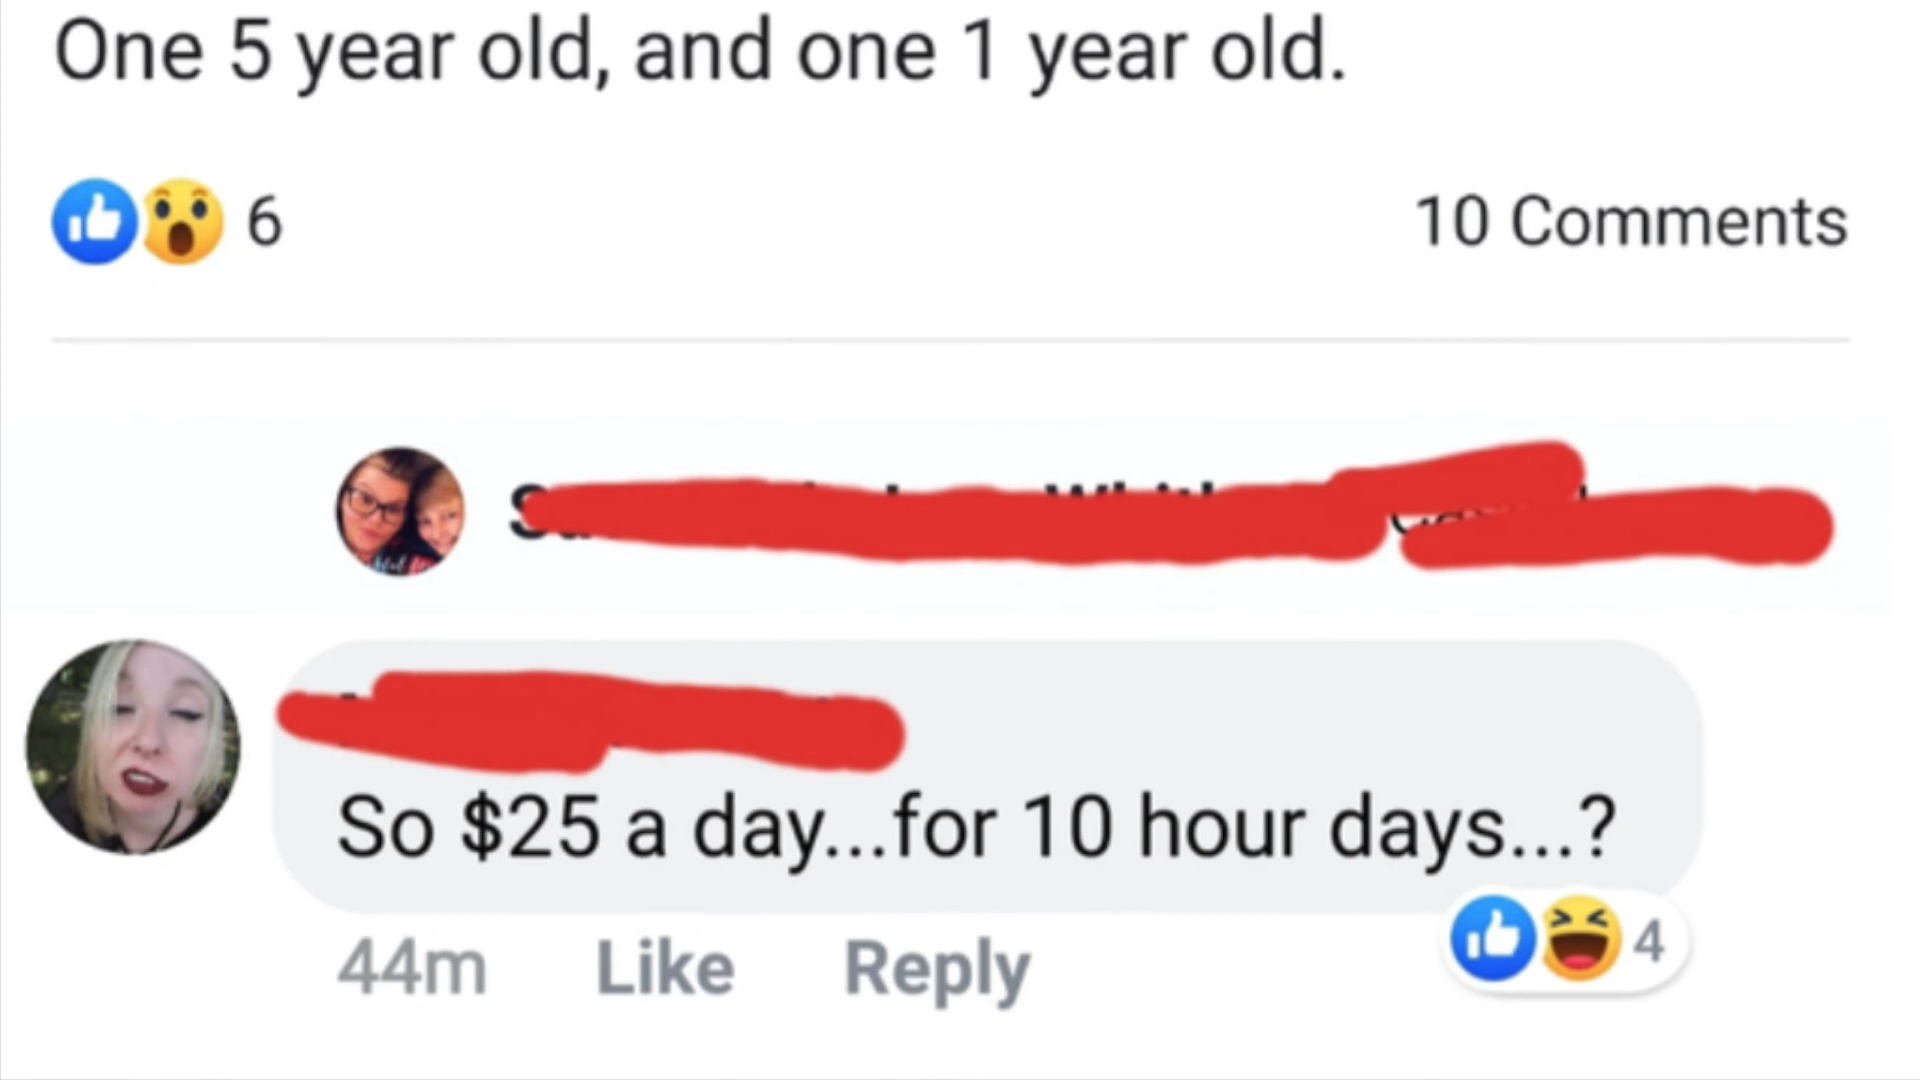 One 5 year old, and one 1 year old.
6
10 Comments
So $25 a day...for 10 hour days...?
44m Like Reply
4